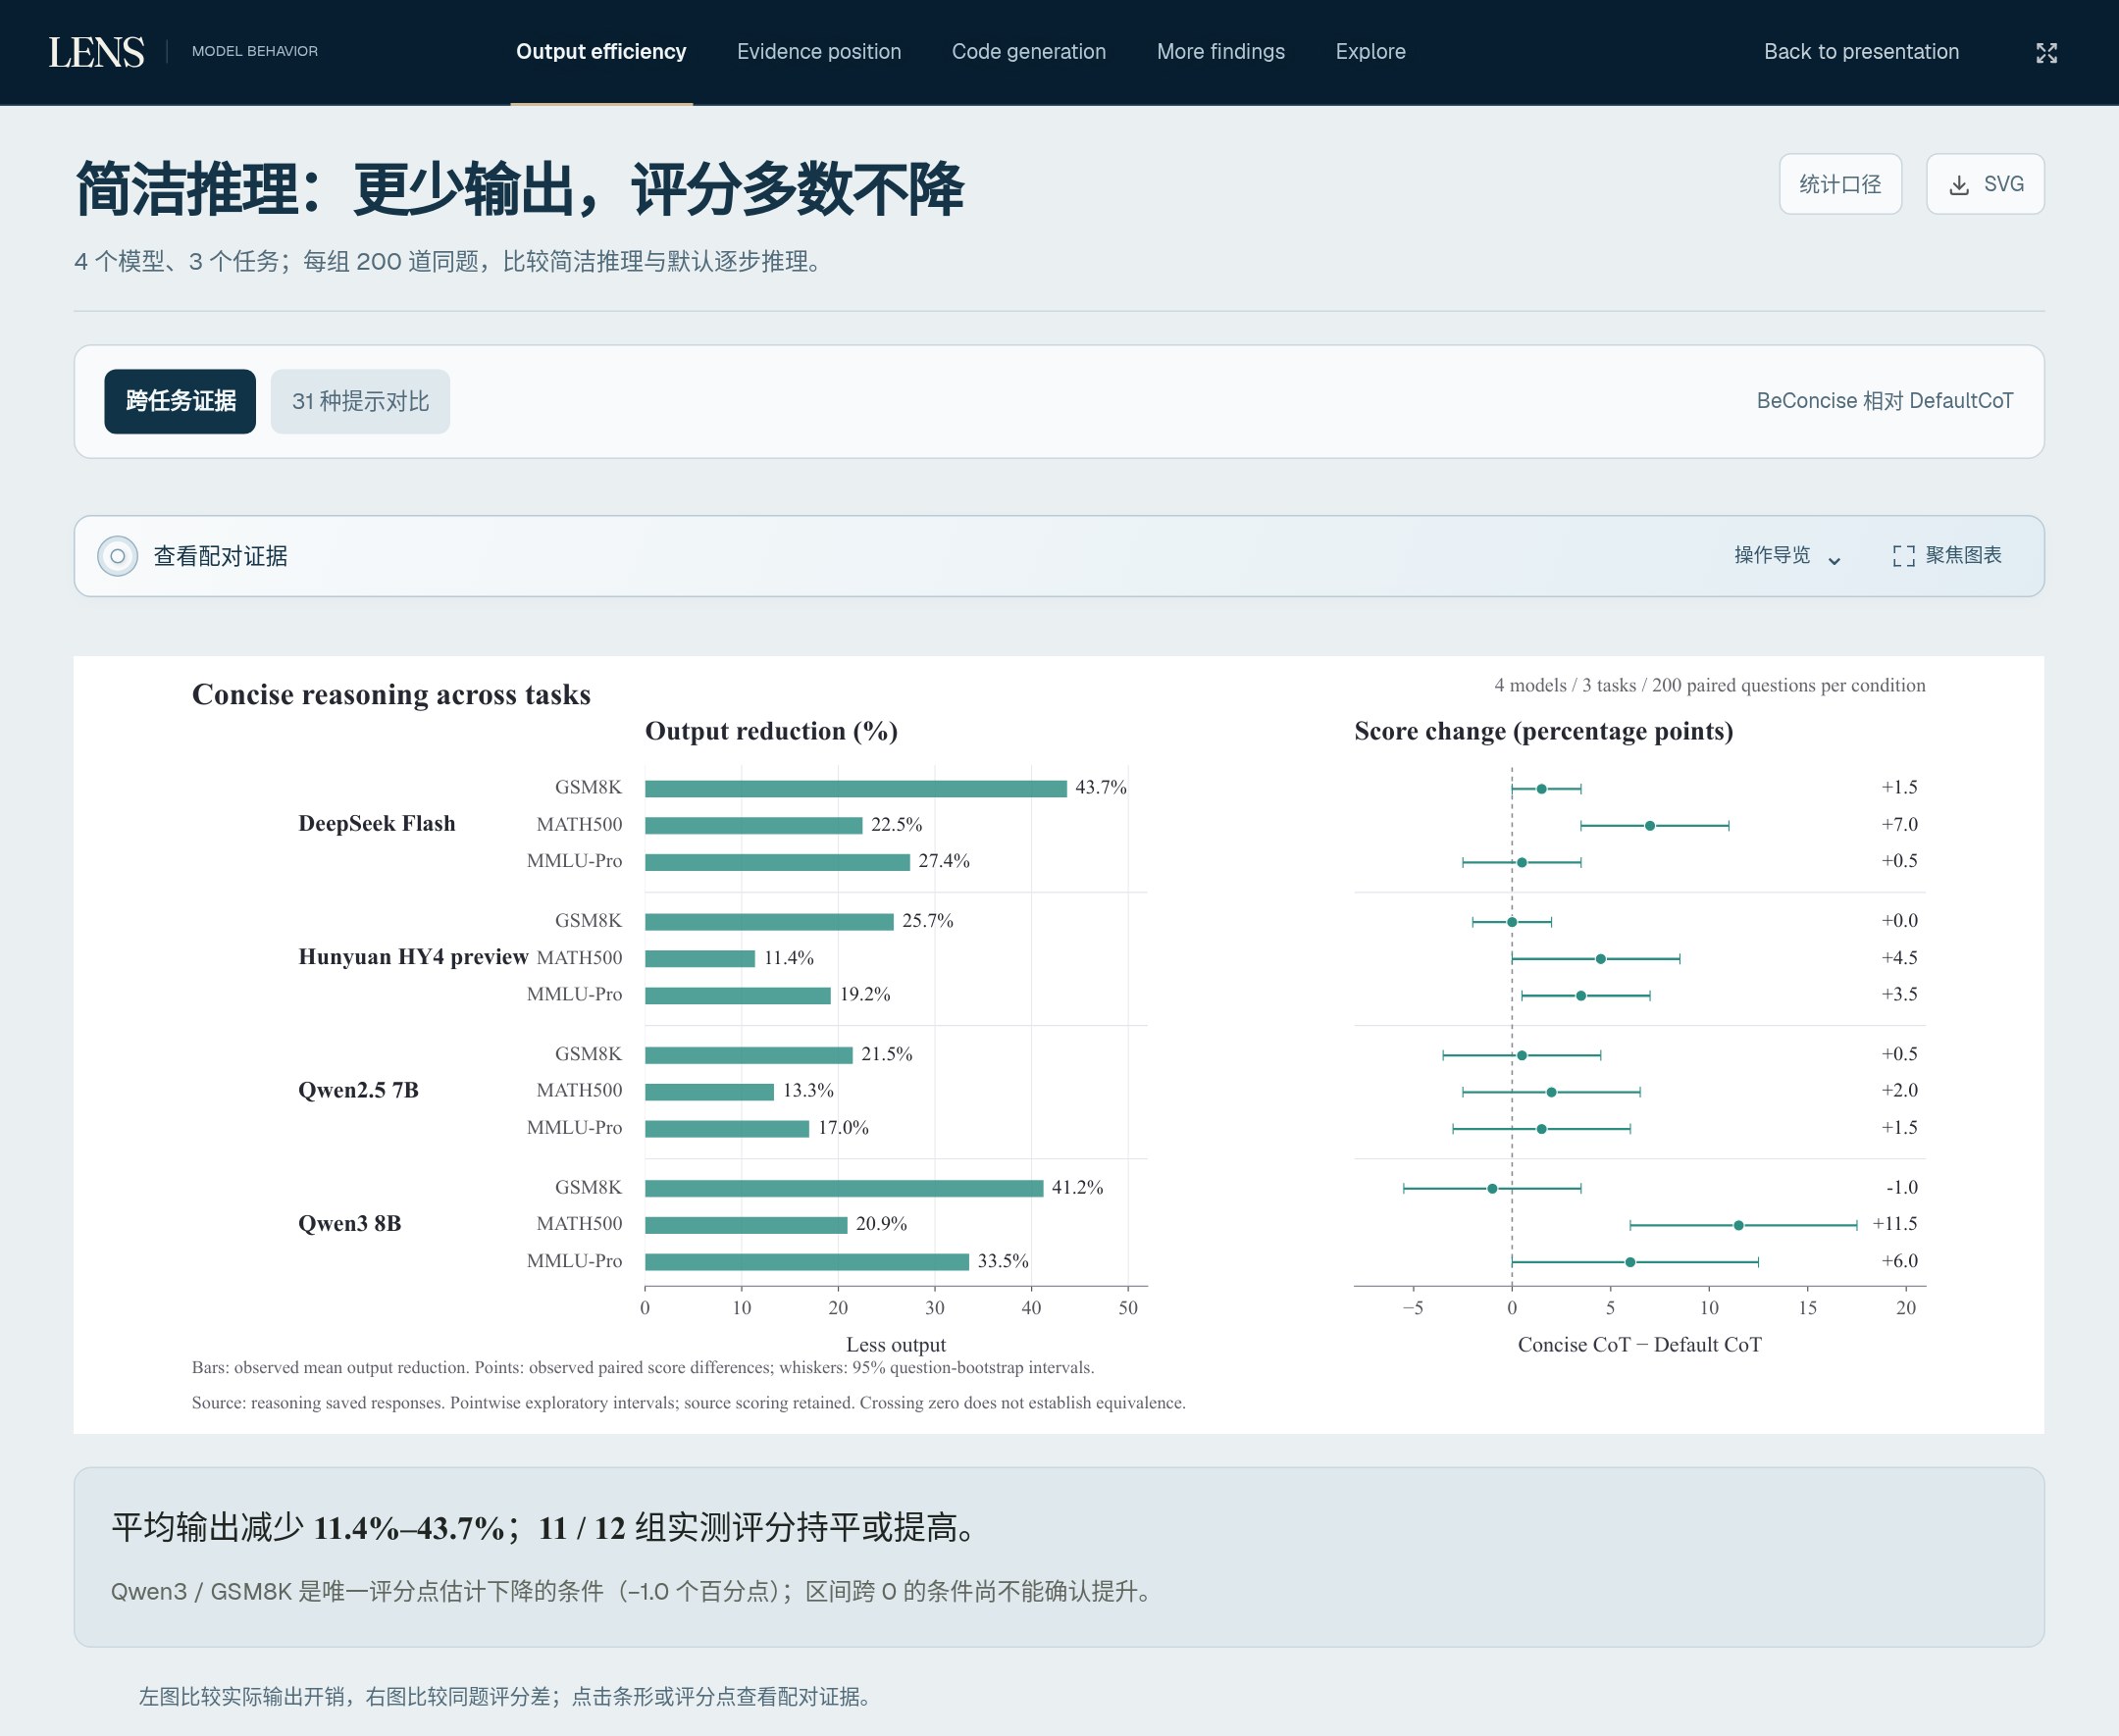 LENS
MODEL BEHAVIOR
Output efficiency
Evidence position
Code generation
More findings
Explore
Back to presentation
简洁推理：更少输出，评分多数不降
统计口径
SVG
4 个模型、3 个任务；每组 200 道同题，比较简洁推理与默认逐步推理。
跨任务证据
31 种提示对比
BeConcise 相对 DefaultCoT
查看配对证据
操作导览
聚焦图表
Concise reasoning across tasks
4 models / 3 tasks / 200 paired questions per condition
Output reduction (%)
Score change (percentage points)
GSM8K 43.7% +1.5
DeepSeek Flash MATH500 22.5% +7.0
MMLU-Pro 27.4% +0.5
GSM8K 25.7% +0.0
Hunyuan HY4 preview MATH500 11.4% +4.5
MMLU-Pro 19.2% +3.5
GSM8K 21.5% +0.5
Qwen2.5 7B MATH500 13.3% +2.0
MMLU-Pro 17.0% +1.5
GSM8K 41.2% -1.0
Qwen3 8B MATH500 20.9% +11.5
MMLU-Pro 33.5% +6.0
0 10 20 30 40 50
−5 0 5 10 15 20
Less output
Concise CoT − Default CoT
Bars: observed mean output reduction. Points: observed paired score differences; whiskers: 95% question-bootstrap intervals.
Source: reasoning saved responses. Pointwise exploratory intervals; source scoring retained. Crossing zero does not establish equivalence.
平均输出减少 11.4%–43.7%；11 / 12 组实测评分持平或提高。
Qwen3 / GSM8K 是唯一评分点估计下降的条件（−1.0 个百分点）；区间跨 0 的条件尚不能确认提升。
左图比较实际输出开销，右图比较同题评分差；点击条形或评分点查看配对证据。